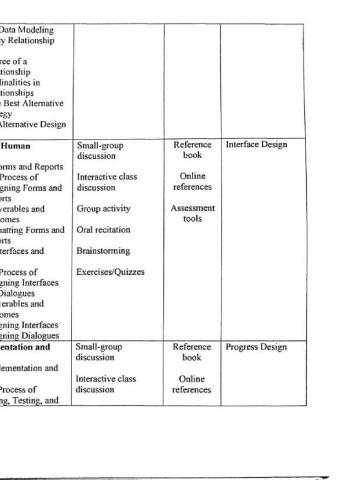 Data Modeling
Relationship
ree of a
tionship
linalities in
tionships
Best Alternative
egy
Alternative Design
Human
orms and Reports
Process of
gning Forms and
orts
verables and
omes
natting Forms and
orts
terfaces and
Process of
gning Interfaces
Dialogues
verables and
omes
gning Interfaces
gning Dialogues
Small-group
discussion
Interactive class
discussion
Group activity
Oral recitation
Brainstorming
Exercises/Quizzes
Reference
book
Online
references
Assessment
tools
Interface Design
entation and
lementation and
Process of
ng, Testing, and
Small-group
discussion
Interactive class
discussion
Reference
book
Online
references
Progress Design